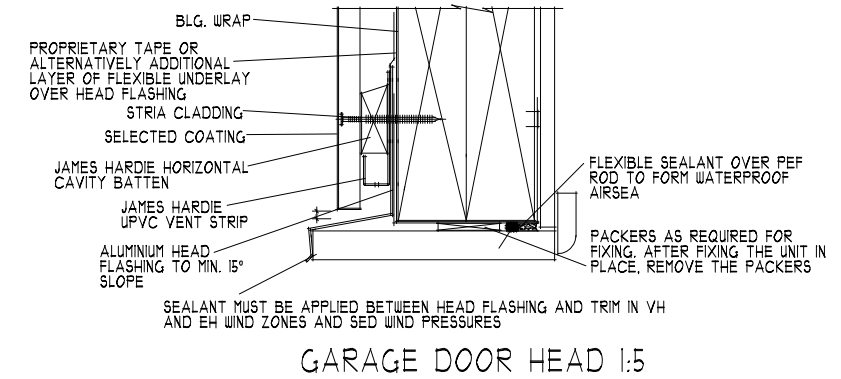 BLG. WRAP
PROPRIETARY TAPE OR
ALTERNATIVELY ADDITIONAL
LAYER OF FLEXIBLE UNDERLAY
OVER HEAD FLASHING
STRIA CLADDING
SELECTED COATING
JAMES HARDIE HORIZONTAL
CAVITY BATTEN
JAMES HARDIE
UPVC VENT STRIP
ALUMINIUM HEAD
FLASHING TO MIN. 15°
SLOPE
FLEXIBLE SEALANT OVER PEF
ROD TO FORM WATERPROOF
AIRSEA
PACKERS AS REQUIRED FOR
FIXING. AFTER FIXING THE UNIT IN
PLACE, REMOVE THE PACKERS
SEALANT MUST BE APPLIED BETWEEN HEAD FLASHING AND TRIM IN VH
AND EH WIND ZONES AND SED WIND PRESSURES
GARAGE DOOR HEAD 1:5